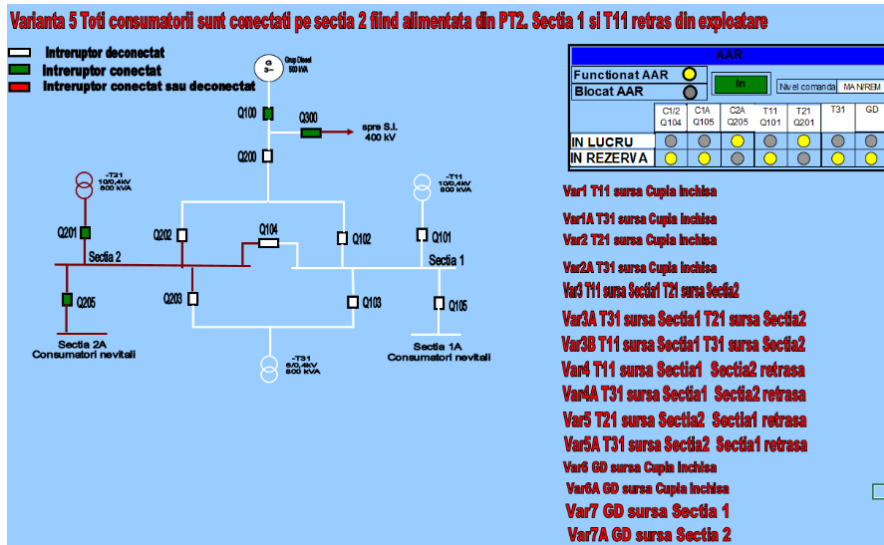 Varianta 5 Toti consumatorii sunt conectati pe sectia 2 fiind alimentata din PT2. Sectia 1 si T11 retras din exploatare
Intreruptor deconectat
Intreruptor conectat
Intreruptor conectat sau deconectat
G
3~
Grup Diesel
500 kVA
Q100
Q300
spre S.I.
400 kV
Q200
-T21
10/0,4kV
800 kVA
-T11
10/0,4kV
800 kVA
Q201
Q202
Q104
Q102
Q101
Sectia 2
Sectia 1
Q205
Q203
Q103
Q105
Sectia 2A
Consumatori nevitali
-T31
6/0,4kV
800 kVA
Sectia 1A
Consumatori nevitali
AAR
Functionat AAR
Blocat AAR
In
Nivel comanda
MAN/REM
C1/2 Q104
C1A Q105
C2A Q205
T11 Q101
T21 Q201
T31
GD
IN LUCRU
IN REZERVA
Var1 T11 sursa Cupla inchisa
Var1A T31 sursa Cupla inchisa
Var2 T21 sursa Cupla inchisa
Var2A T31 sursa Cupla inchisa
Var3 T11 sursa Sectia1 T21 sursa Sectia2
Var3A T31 sursa Sectia1 T21 sursa Sectia2
Var3B T11 sursa Sectia1 T31 sursa Sectia2
Var4 T11 sursa Sectia1 Sectia2 retrasa
Var4A T31 sursa Sectia1 Sectia2 retrasa
Var5 T21 sursa Sectia2 Sectia1 retrasa
Var5A T31 sursa Sectia2 Sectia1 retrasa
Var6 GD sursa Cupla inchisa
Var6A GD sursa Cupla inchisa
Var7 GD sursa Sectia 1
Var7A GD sursa Sectia 2